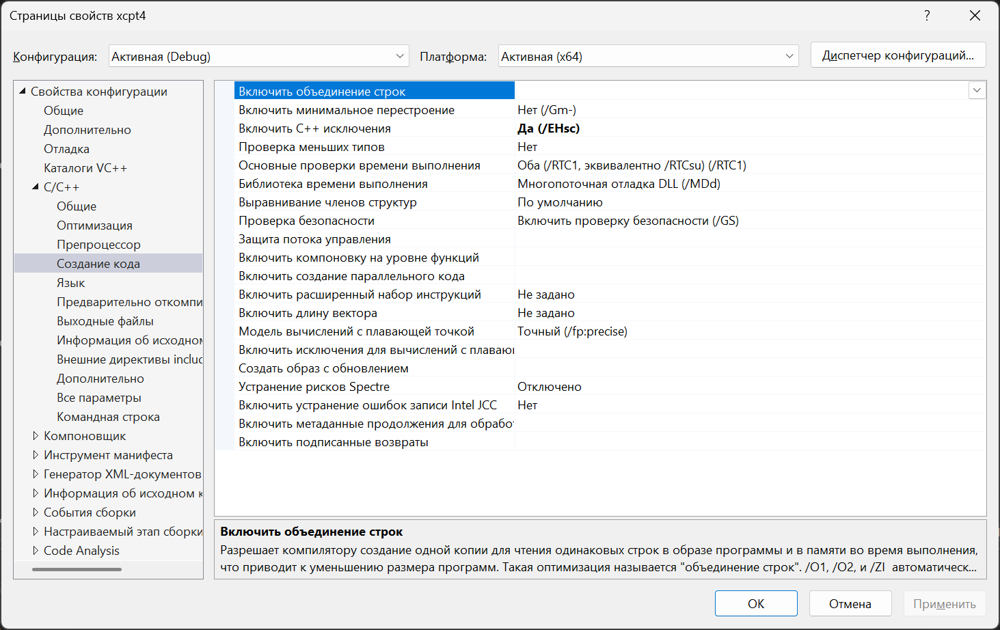 Страницы свойств xcpt4
?
Конфигурация: Активная (Debug) Платформа: Активная (x64) Диспетчер конфигураций...
Свойства конфигурации
Общие
Дополнительно
Отладка
Каталоги VC++
C/C++
Общие
Оптимизация
Препроцессор
Создание кода
Язык
Предварительно откомпи
Выходные файлы
Информация об исходном
Внешние директивы includ
Дополнительно
Все параметры
Командная строка
Компоновщик
Инструмент манифеста
Генератор XML-документов
Информация об исходном к
События сборки
Настраиваемый этап сборки
Code Analysis
Включить объединение строк
Включить минимальное перестроение Нет (/Gm-)
Включить C++ исключения Да (/EHsc)
Проверка меньших типов Нет
Основные проверки времени выполнения Оба (/RTC1, эквивалентно /RTCsu) (/RTC1)
Библиотека времени выполнения Многопоточная отладка DLL (/MDd)
Выравнивание членов структур По умолчанию
Проверка безопасности Включить проверку безопасности (/GS)
Защита потока управления
Включить компоновку на уровне функций
Включить создание параллельного кода
Включить расширенный набор инструкций Не задано
Включить длину вектора Не задано
Модель вычислений с плавающей точкой Точный (/fp:precise)
Включить исключения для вычислений с плаваю
Создать образ с обновлением
Устранение рисков Spectre Отключено
Включить устранение ошибок записи Intel JCC Нет
Включить метаданные продолжения для обработ
Включить подписанные возвраты
Включить объединение строк
Разрешает компилятору создание одной копии для чтения одинаковых строк в образе программы и в памяти во время выполнения,
что приводит к уменьшению размера программ. Такая оптимизация называется "объединение строк". /O1, /O2, и /ZI автоматическ...
ОК Отмена Применить